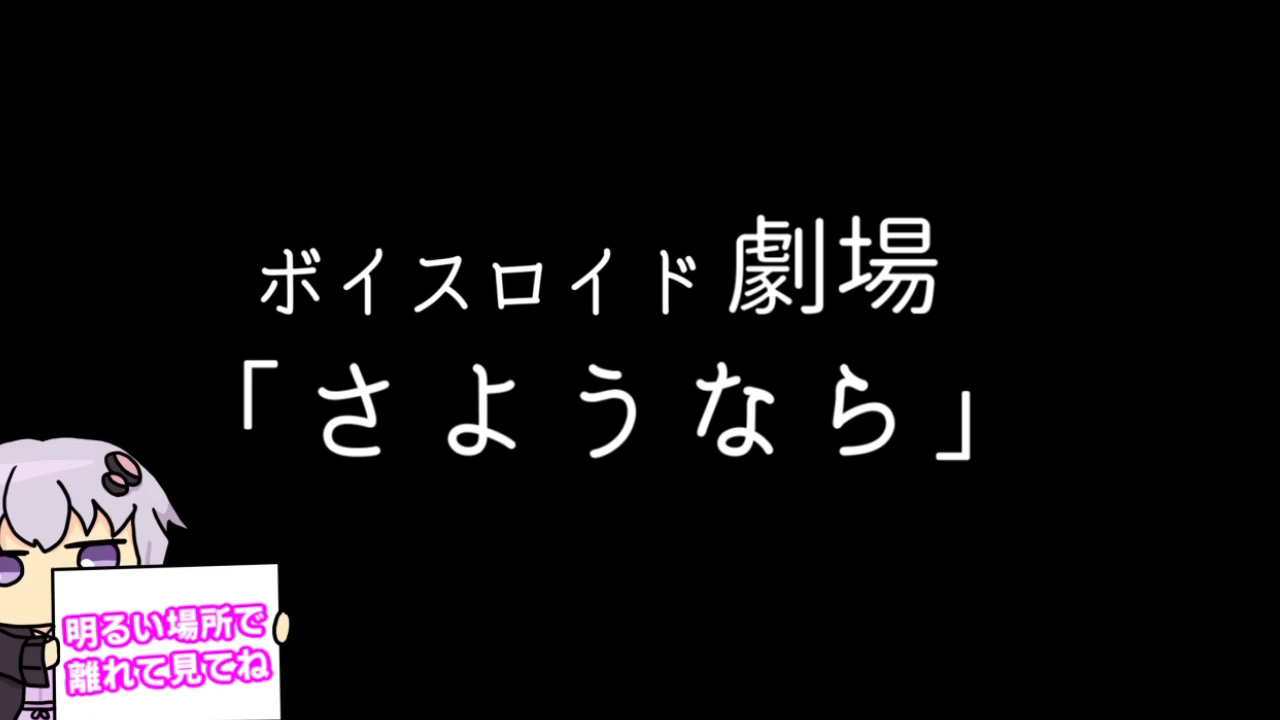 ボイスロイド劇場
「さようなら」
明るい場所で
離れて見てね